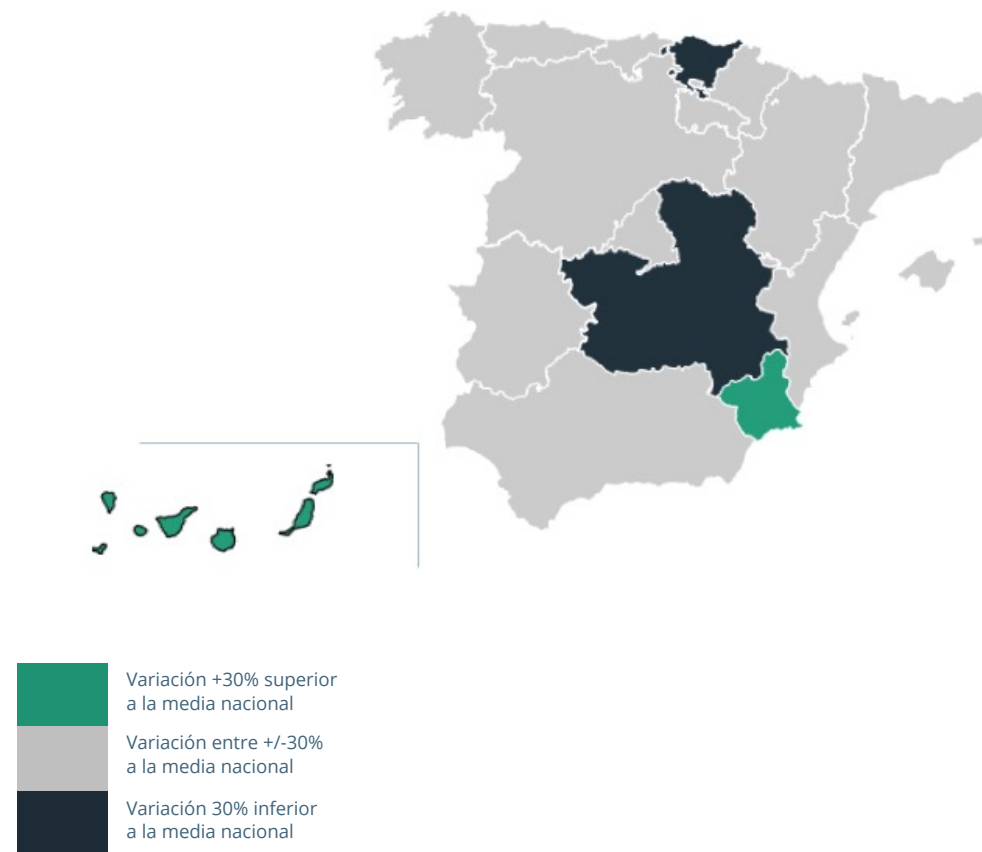 Variación +30% superior
a la media nacional
Variación entre +/-30%
a la media nacional
Variación 30% inferior
a la media nacional